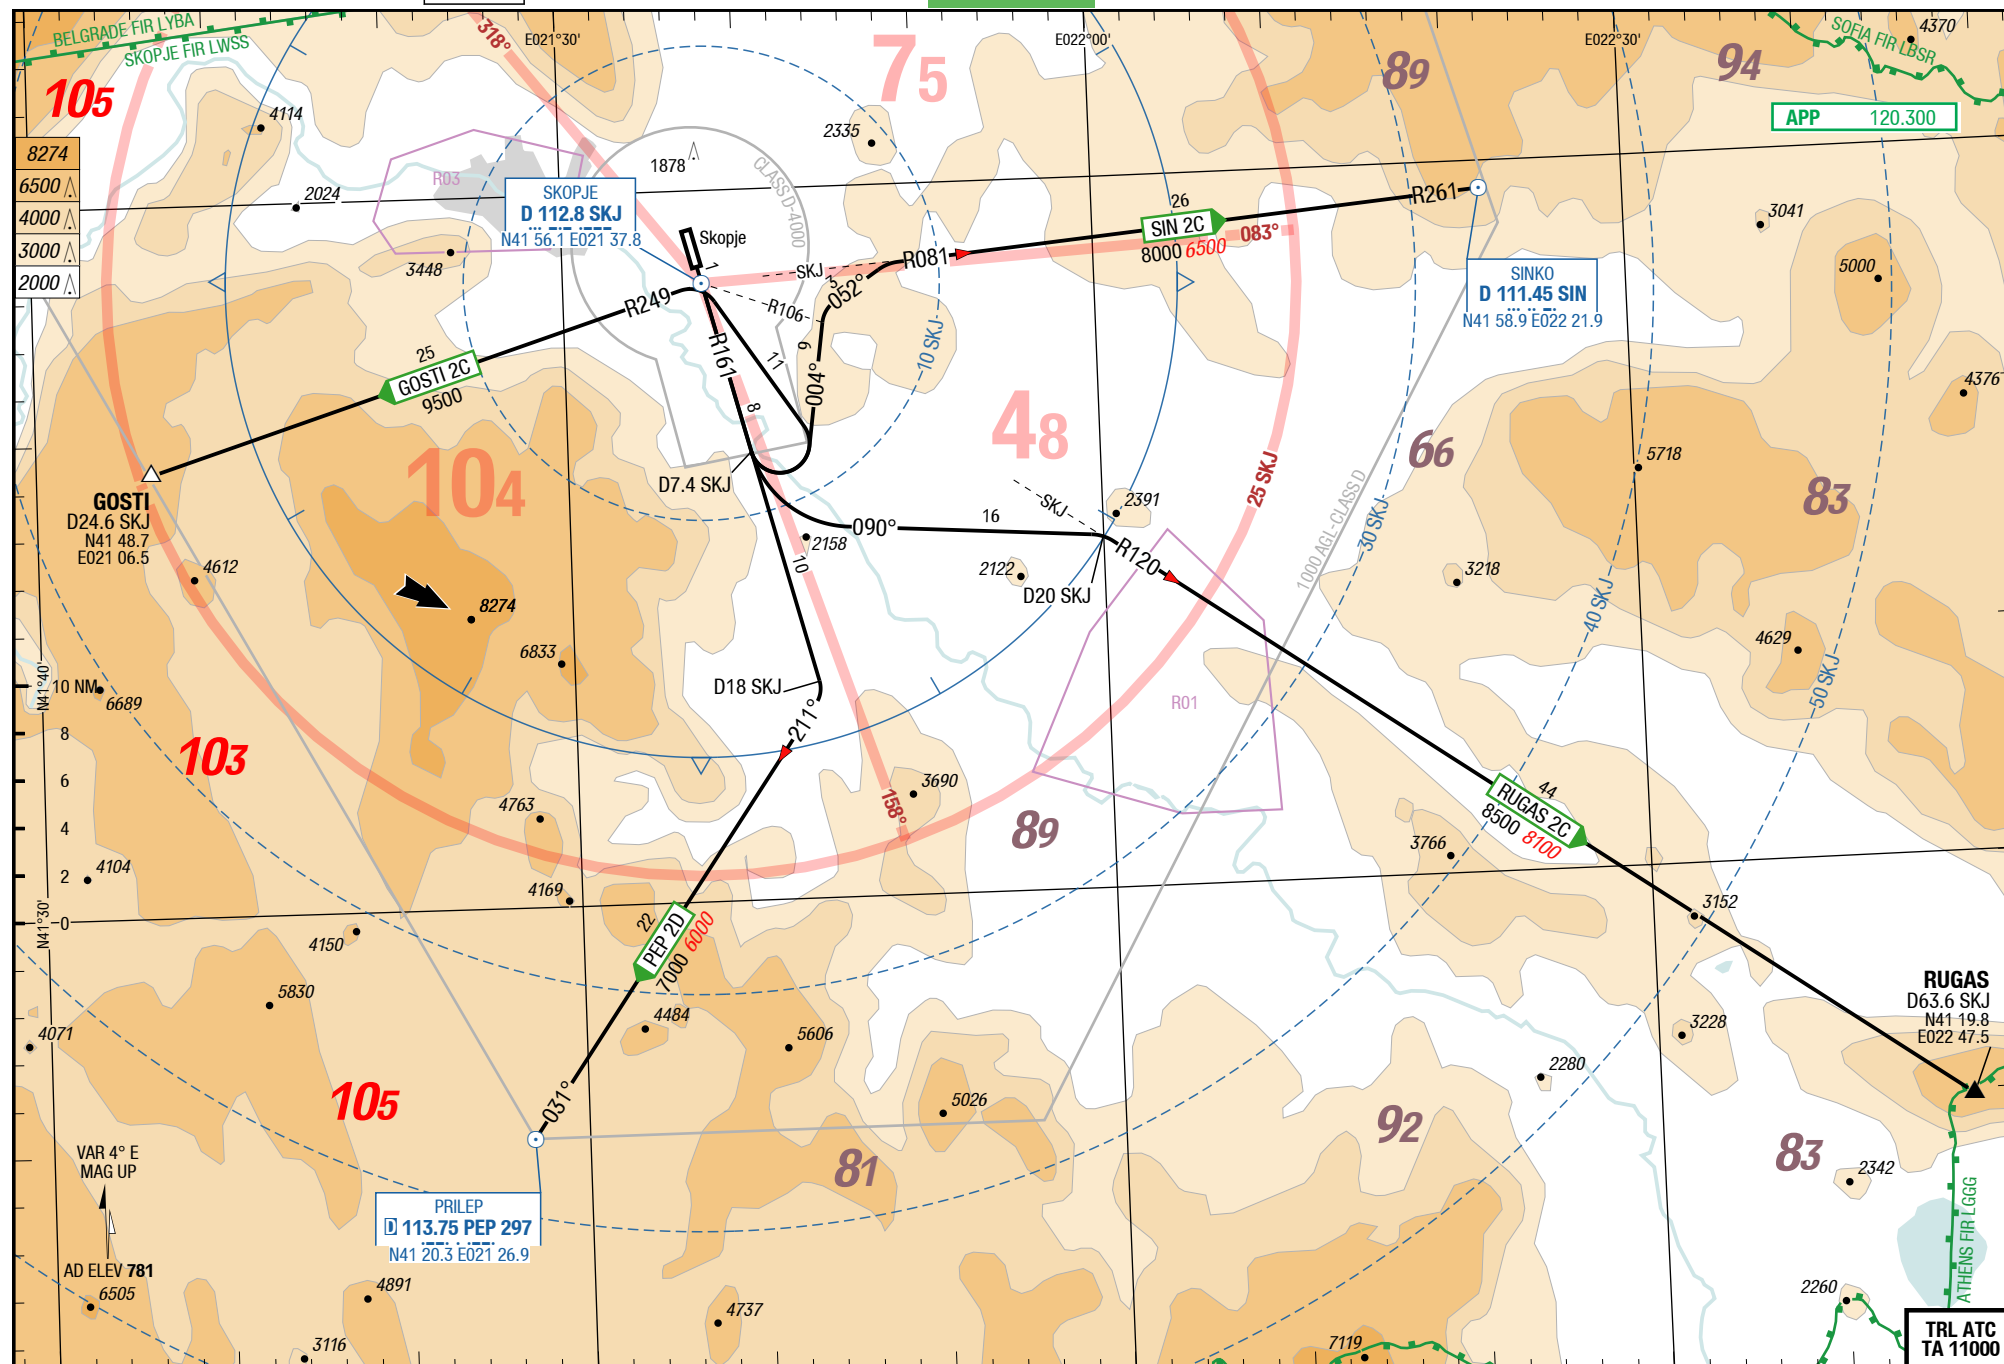 BELGRADE FIR LYBA
SKOPJE FIR LWSS
E021°30'
E022°00'
E022°30'
SOFIA FIR LBSR
4370
105
318°
75
89
94
APP 120.300
4114
2335
1878
CLASS D-4000
8274
6500
4000
3000
2000
R03
2024
3448
SKOPJE
D 112.8 SKJ
N41 56.1 E021 37.8
Skopje
1
SKJ
3
052°
R081
26
SIN 2C
8000 6500
083°
R261
3041
5000
SINKO
D 111.45 SIN
N41 58.9 E022 21.9
R249
R106
R161
11
9
004°
8
10 SKJ
25
GOSTI 2C
9500
4376
104
48
66
5718
83
GOSTI
D24.6 SKJ
N41 48.7
E021 06.5
D7.4 SKJ
25 SKJ
30 SKJ
1000 AGL-CLASS D
SKJ
2391
090°
16
2158
10
R120
2122
D20 SKJ
3218
40 SKJ
4612
8274
6833
4629
50 SKJ
N41°40'
10 NM
6689
D18 SKJ
211°
R01
8
6
4
2
0
103
4763
3690
158°
89
44
RUGAS 2C
8500 8100
3766
4104
4169
N41°30'
4150
22
PEP 2D
7000 6000
3152
RUGAS
D63.6 SKJ
N41 19.8
E022 47.5
5830
4071
4484
5606
3228
2280
5026
105
031°
81
92
83
2342
VAR 4° E
MAG UP
PRILEP
D 113.75 PEP 297
N41 20.3 E021 26.9
AD ELEV 781
6505
4891
4737
3116
7119
2260
ATHENS FIR LGGG
TRL ATC
TA 11000